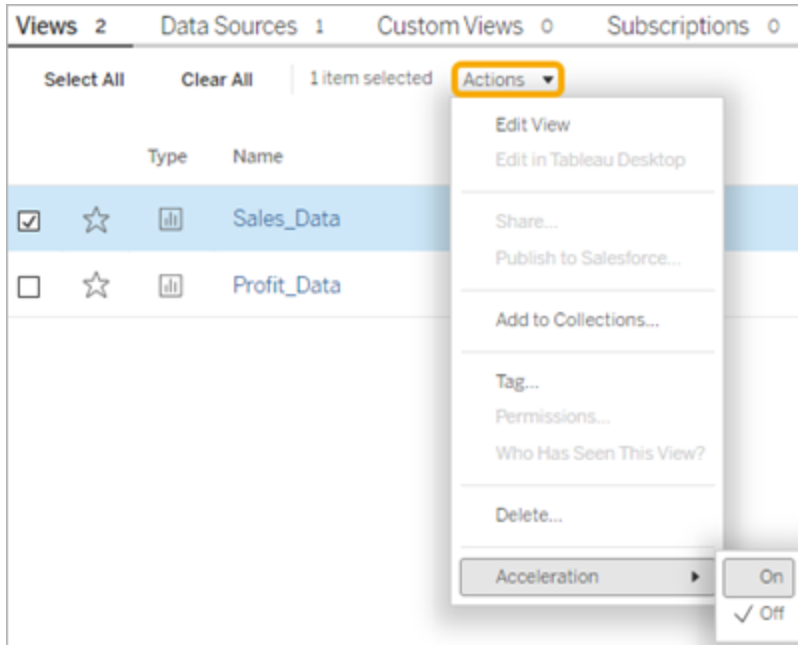 Views 2 Data Sources 1 Custom Views 0 Subscriptions 0
Select All Clear All 1 item selected Actions
Edit View
Edit in Tableau Desktop
Type Name
Sales_Data
Share...
Publish to Salesforce...
Profit_Data
Add to Collections...
Tag...
Permissions...
Who Has Seen This View?
Delete...
Acceleration On
Off